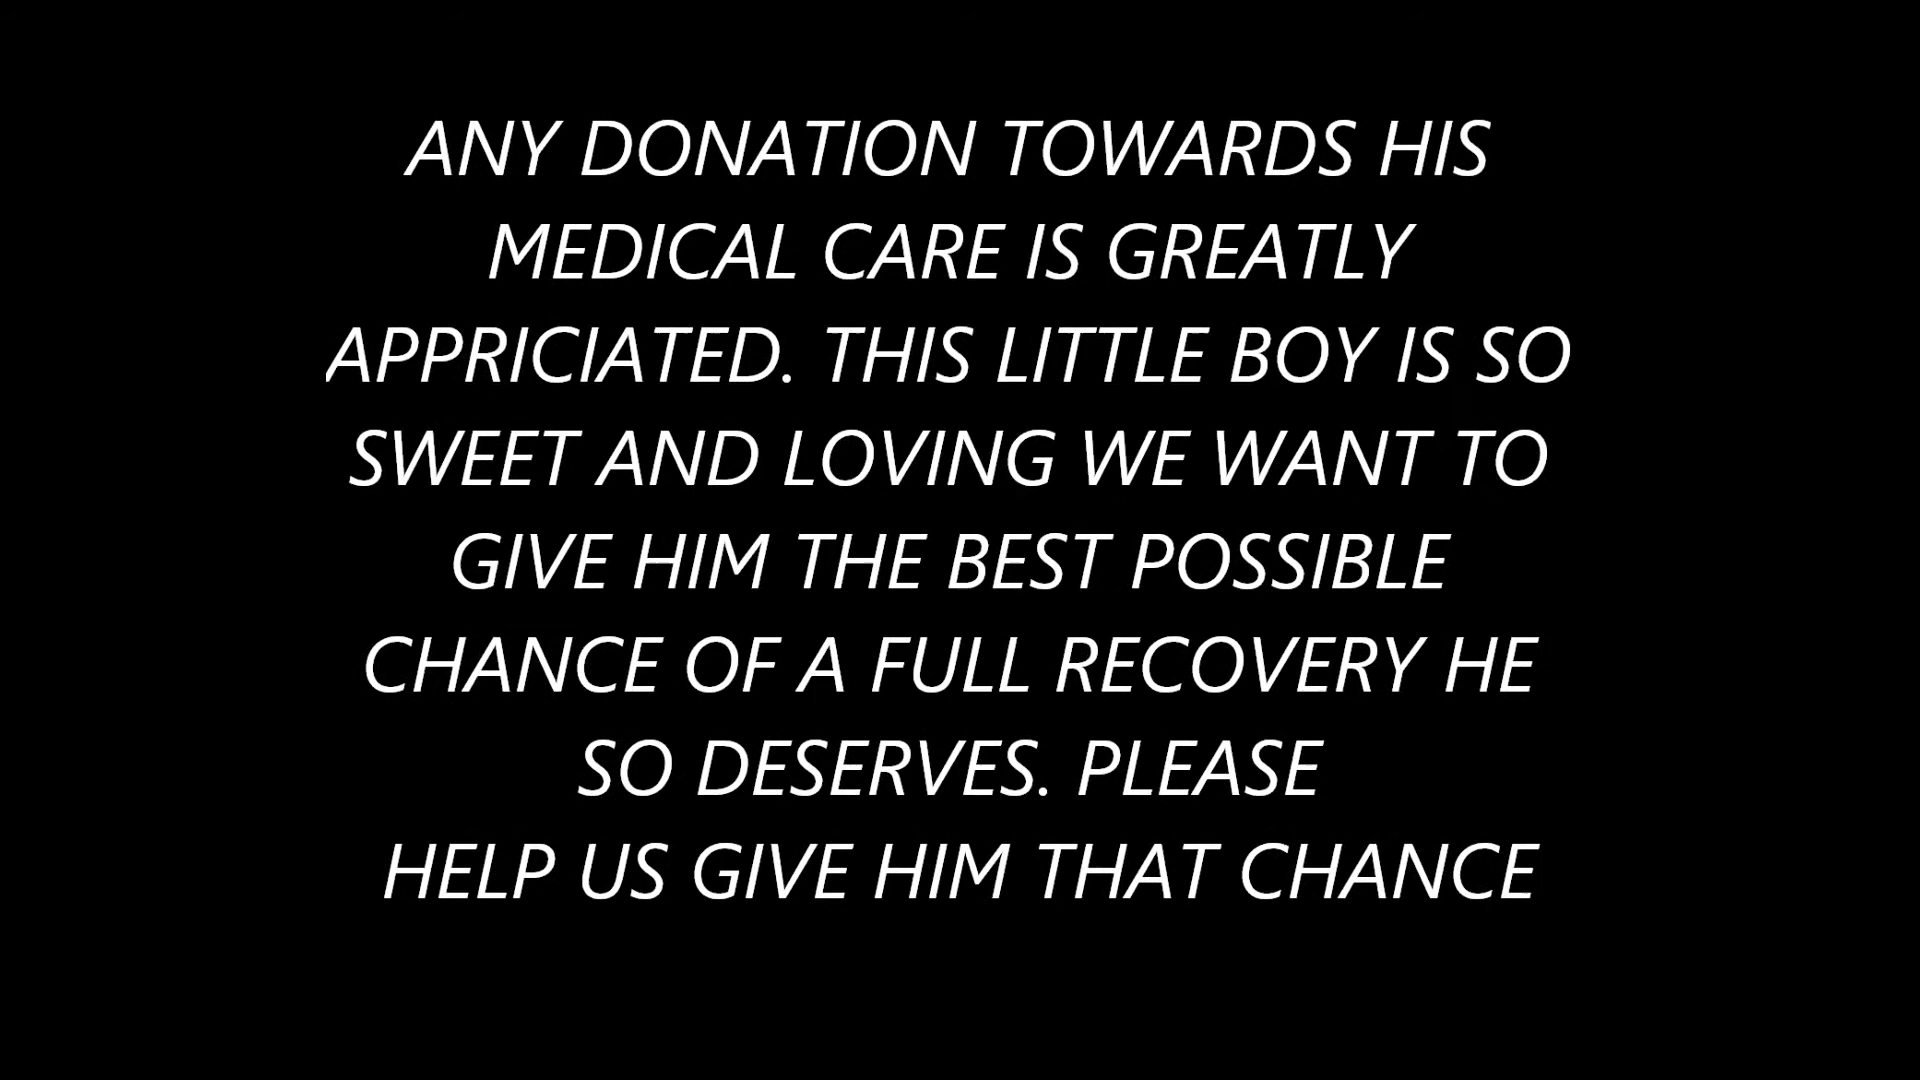 ANY DONATION TOWARDS HIS
MEDICAL CARE IS GREATLY
APPRICIATED. THIS LITTLE BOY IS SO
SWEET AND LOVING WE WANT TO
GIVE HIM THE BEST POSSIBLE
CHANCE OF A FULL RECOVERY HE
SO DESERVES. PLEASE
HELP US GIVE HIM THAT CHANCE